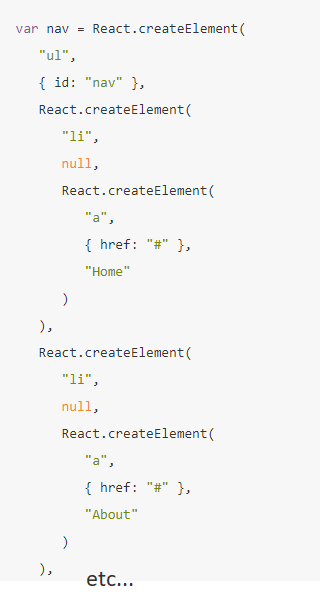 var nav = React.createElement(
"ul",
{ id: "nav" },
React.createElement(
"li",
null,
React.createElement(
"a",
{ href: "#" },
"Home"
)
),
React.createElement(
"li",
null,
React.createElement(
"a",
{ href: "#" },
"About"
)
),
etc...